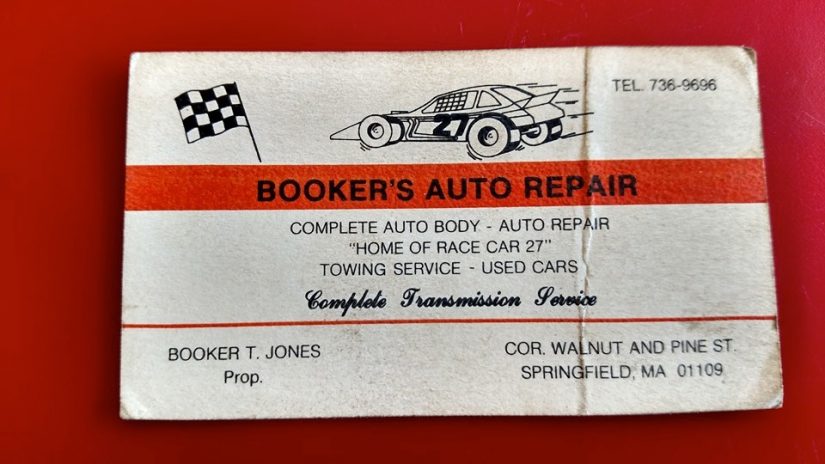 TEL. 736-9696
27
BOOKER'S AUTO REPAIR
COMPLETE AUTO BODY - AUTO REPAIR
"HOME OF RACE CAR 27"
TOWING SERVICE - USED CARS
Complete Transmission Service
BOOKER T. JONES
Prop.
COR. WALNUT AND PINE ST.
SPRINGFIELD, MA 01109